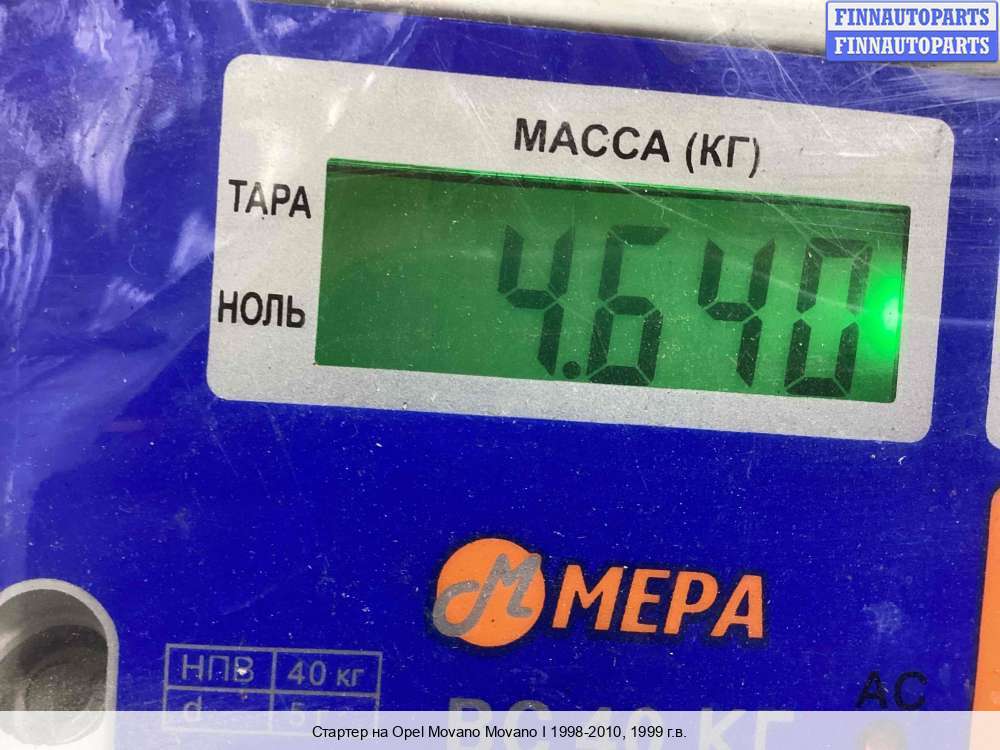 FINNAUTOPARTS
FINNAUTOPARTS
МАССА (КГ)
ТАРА
4.640
НОЛЬ
М МЕРА
НПВ 40 кг
d 5
АС
Стартер на Opel Movano Movano I 1998-2010, 1999 г.в.